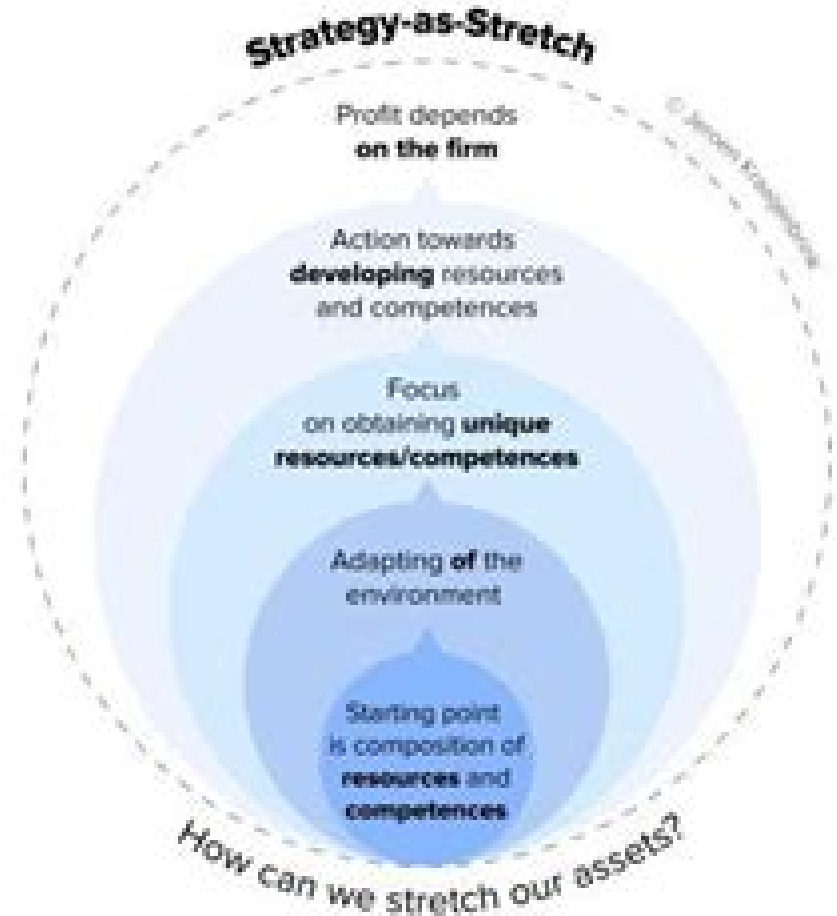 Strategy-as-Stretch
© Jeroen Kraaijenbrink
Profit depends
on the firm
Action towards
developing resources
and competences
Focus
on obtaining unique
resources/competences
Adapting of the
environment
Starting point
is composition of
resources and
competences
How can we stretch our assets?